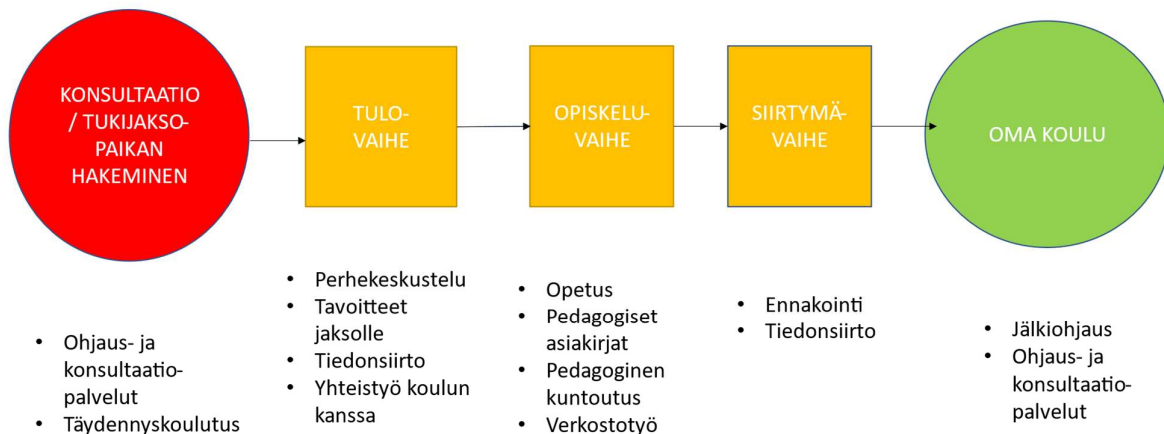 KONSULTAATIO
/ TUKIJAKSO-
PAIKAN
HAKEMINEN
TULO-
VAIHE
OPISKELU-
VAIHE
SIIRTYMÄ-
VAIHE
OMA KOULU
• Ohjaus- ja
konsultaatio-
palvelut
• Täydennyskoulutus
• Perhekeskustelu
• Tavoitteet
jaksolle
• Tiedonsiirto
• Yhteistyö koulun
kanssa
• Opetus
• Pedagogiset
asiakirjat
• Pedagoginen
kuntoutus
• Verkostotyö
• Ennakointi
• Tiedonsiirto
• Jälkiohjaus
• Ohjaus- ja
konsultaatio-
palvelut